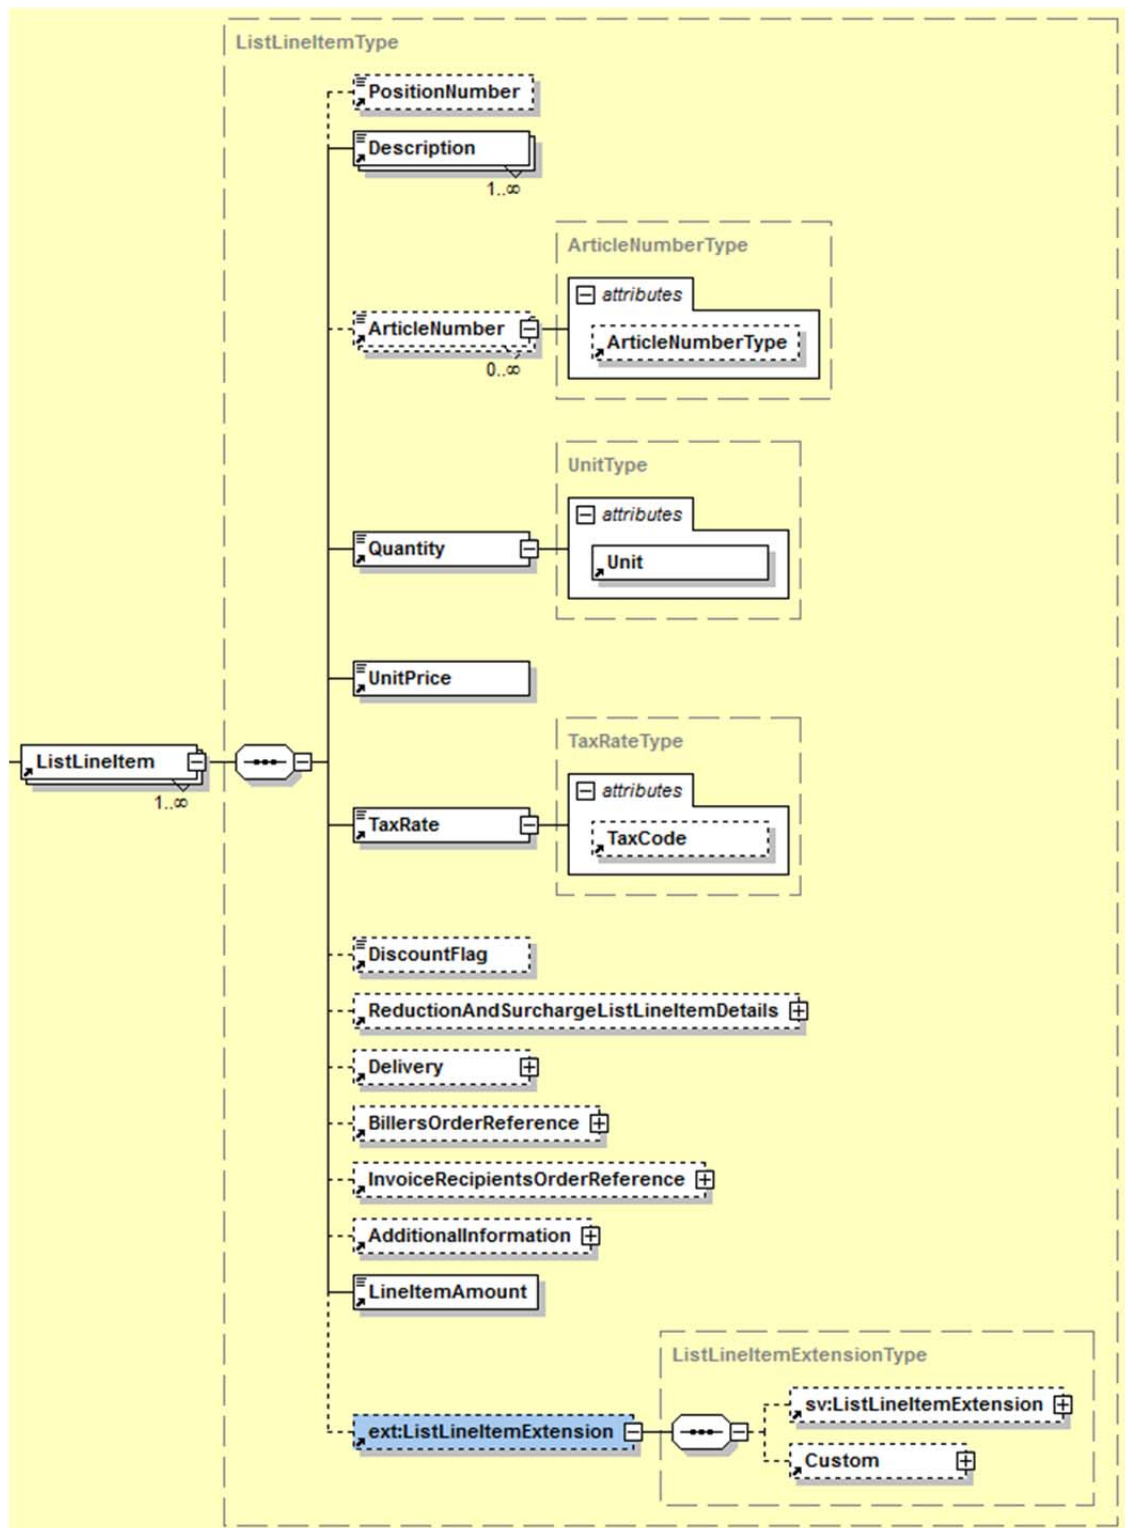 ListLineItemType
PositionNumber
Description
1..∞
ArticleNumberType
attributes
ArticleNumber
ArticleNumberType
0..∞
UnitType
attributes
Quantity
Unit
UnitPrice
TaxRateType
ListLineItem
attributes
1..∞
TaxRate
TaxCode
DiscountFlag
ReductionAndSurchargeListLineItemDetails
Delivery
BillersOrderReference
InvoiceRecipientsOrderReference
AdditionalInformation
LineItemAmount
ListLineItemExtensionType
sv:ListLineItemExtension
ext:ListLineItemExtension
Custom